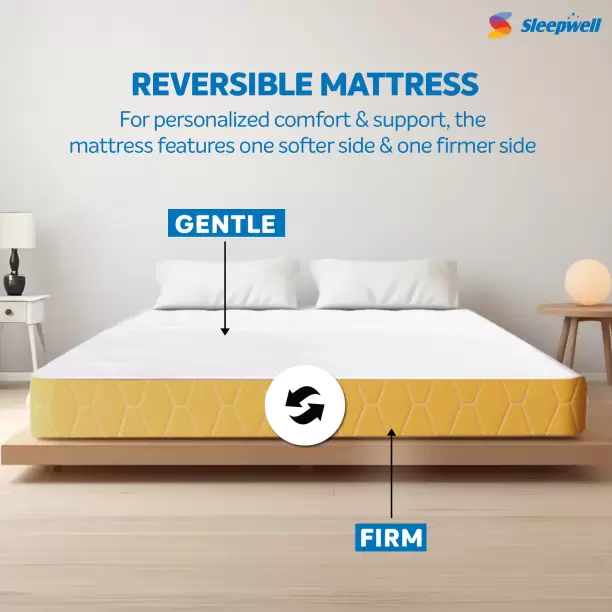 Sleepwell
REVERSIBLE MATTRESS
For personalized comfort & support, the
mattress features one softer side & one firmer side
GENTLE
FIRM